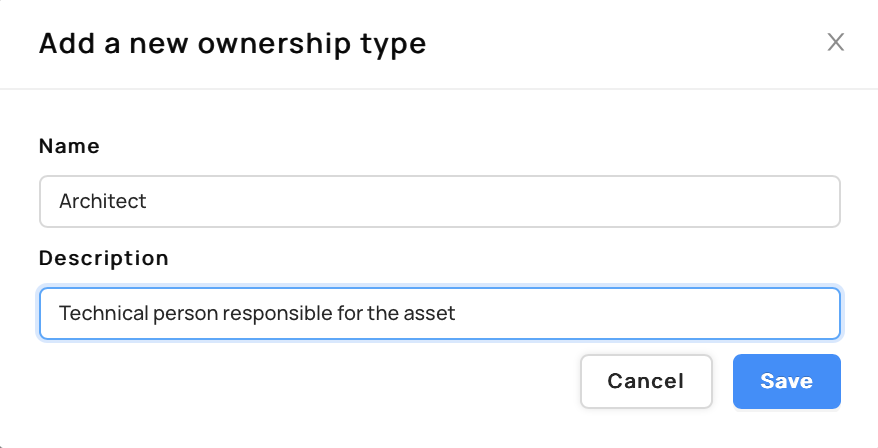 Add a new ownership type
Name
Architect
Description
Technical person responsible for the asset
Cancel Save